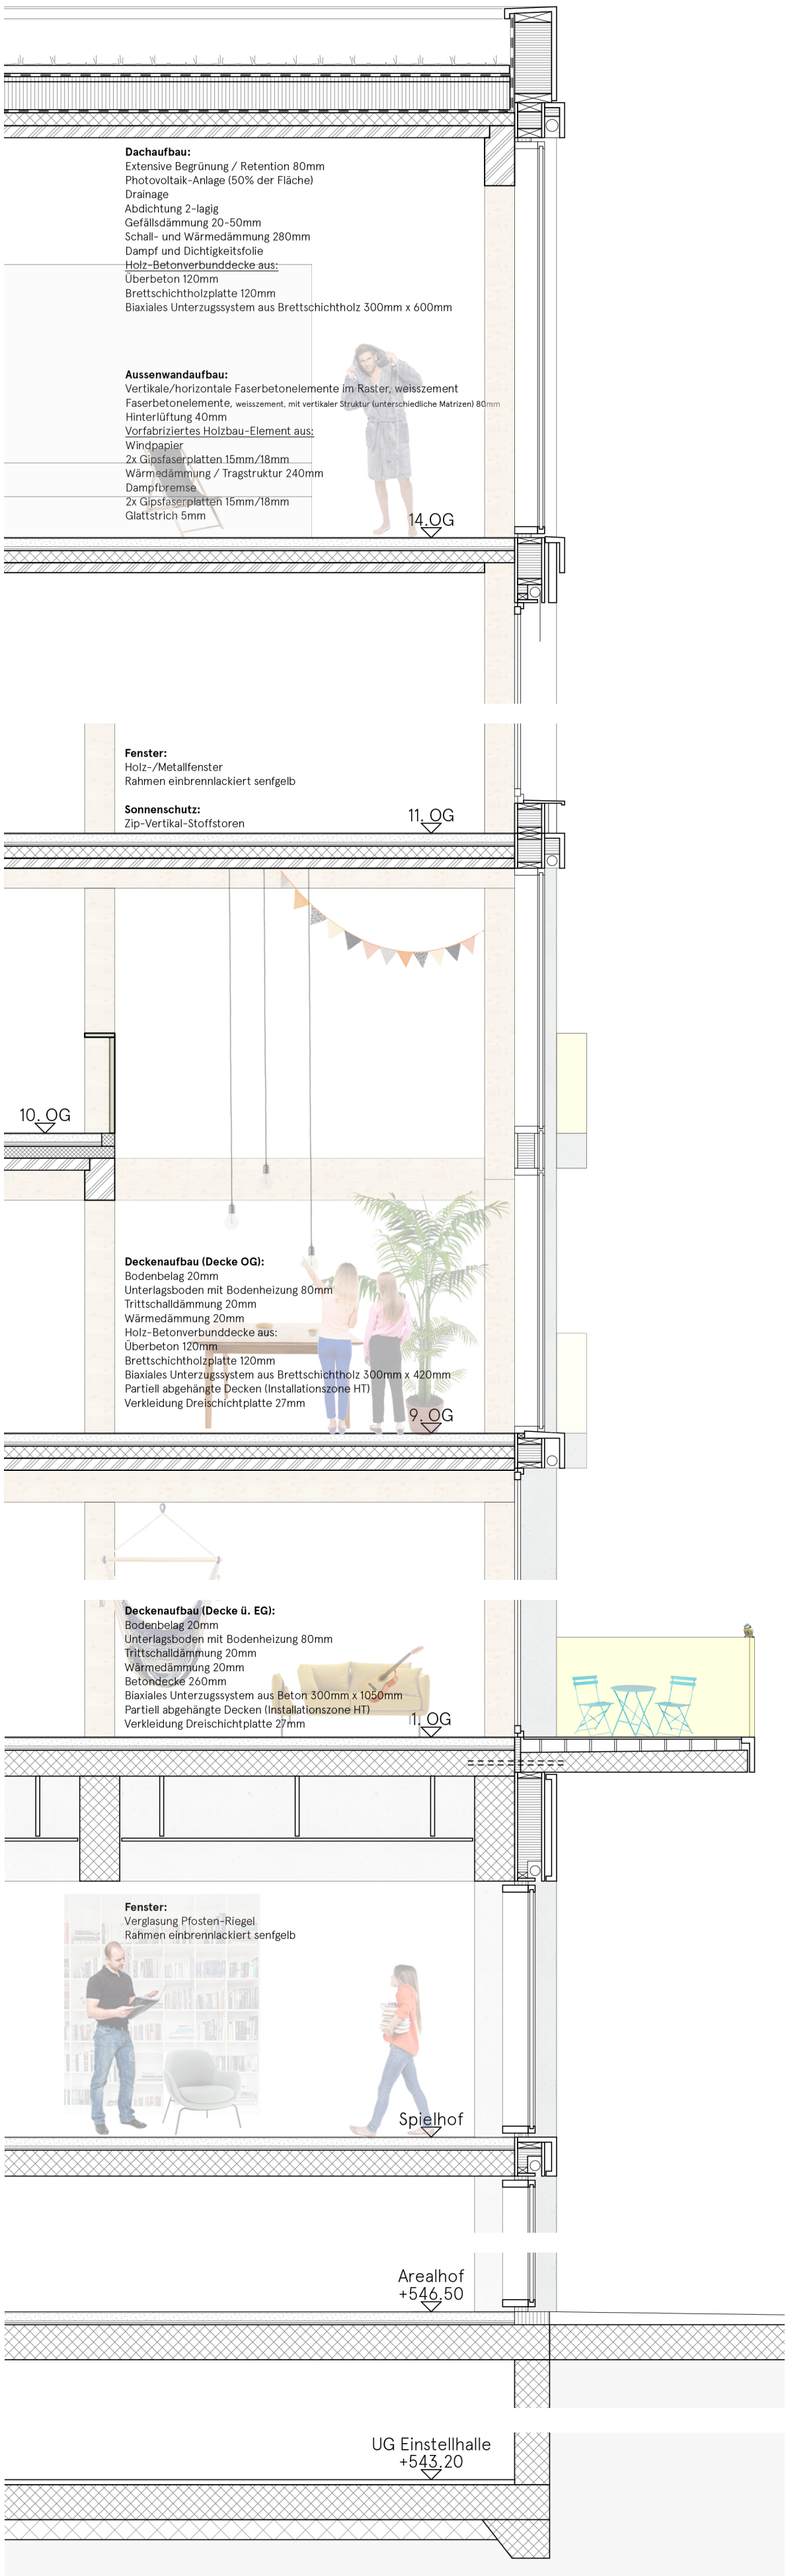 Dachaufbau:
Extensive Begrünung / Retention 80mm
Photovoltaik-Anlage (50% der Fläche)
Drainage
Abdichtung 2-lagig
Gefällsdämmung 20-50mm
Schall- und Wärmedämmung 280mm
Dampf und Dichtigkeitsfolie
Holz-Betonverbunddecke aus:
Überbeton 120mm
Brettschichtholzplatte 120mm
Biaxiales Unterzugssystem aus Brettschichtholz 300mm x 600mm
Aussenwandaufbau:
Vertikale/horizontale Faserbetonelemente im Raster, weisszement
Faserbetonelemente, weisszement, mit vertikaler Struktur (unterschiedliche Matrizen) 80mm
Hinterlüftung 40mm
Vorfabriziertes Holzbau-Element aus:
Windpapier
2x Gipsfaserplatten 15mm/18mm
Wärmedämmung / Tragstruktur 240mm
Dampfbremse
2x Gipsfaserplatten 15mm/18mm
Glattstrich 5mm
14.OG
Fenster:
Holz-/Metallfenster
Rahmen einbrennlackiert senfgelb
Sonnenschutz:
Zip-Vertikal-Stoffstoren
11. OG
10. OG
Deckenaufbau (Decke OG):
Bodenbelag 20mm
Unterlagsboden mit Bodenheizung 80mm
Trittschalldämmung 20mm
Wärmedämmung 20mm
Holz-Betonverbunddecke aus:
Überbeton 120mm
Brettschichtholzplatte 120mm
Biaxiales Unterzugssystem aus Brettschichtholz 300mm x 420mm
Partiell abgehängte Decken (Installationszone HT)
Verkleidung Dreischichtplatte 27mm
9. OG
Deckenaufbau (Decke ü. EG):
Bodenbelag 20mm
Unterlagsboden mit Bodenheizung 80mm
Trittschalldämmung 20mm
Wärmedämmung 20mm
Betondecke 260mm
Biaxiales Unterzugssystem aus Beton 300mm x 1050mm
Partiell abgehängte Decken (Installationszone HT)
Verkleidung Dreischichtplatte 27mm
1. OG
Fenster:
Verglasung Pfosten-Riegel
Rahmen einbrennlackiert senfgelb
Spielhof
Arealhof
+546.50
UG Einstellhalle
+543.20